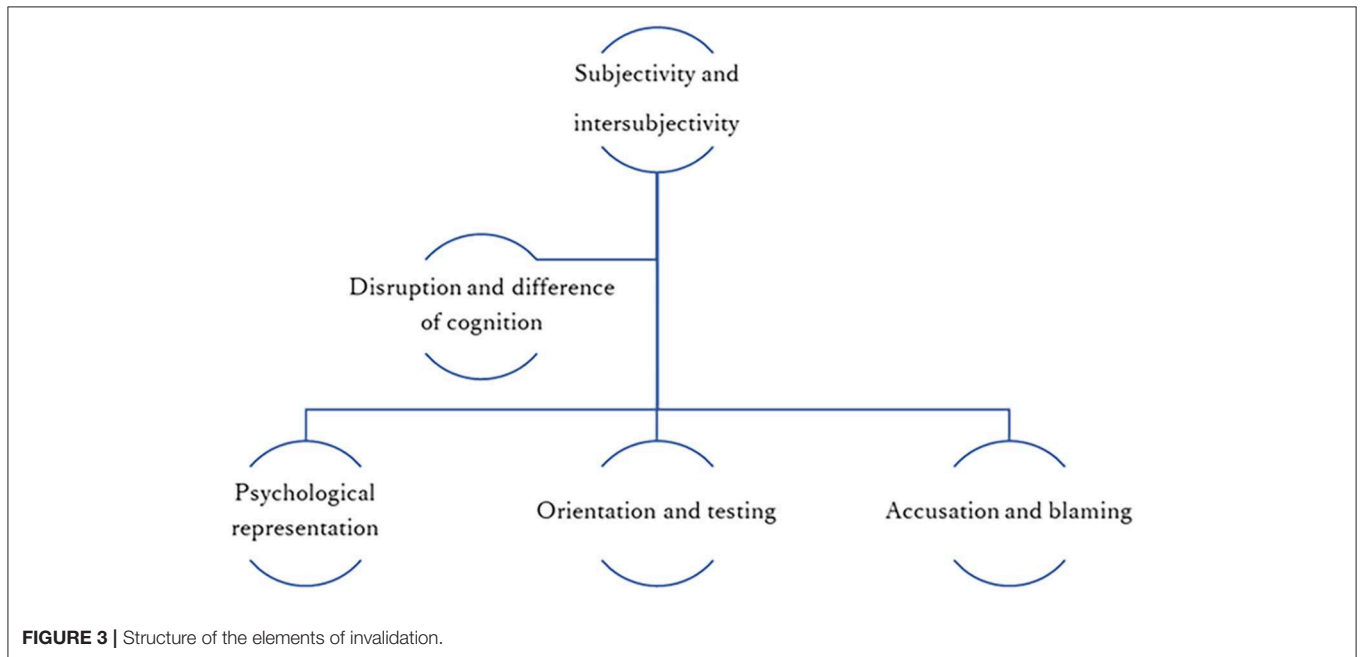 Subjectivity and
intersubjectivity
Disruption and difference
of cognition
Psychological
representation
Orientation and testing
Accusation and blaming
FIGURE 3 | Structure of the elements of invalidation.